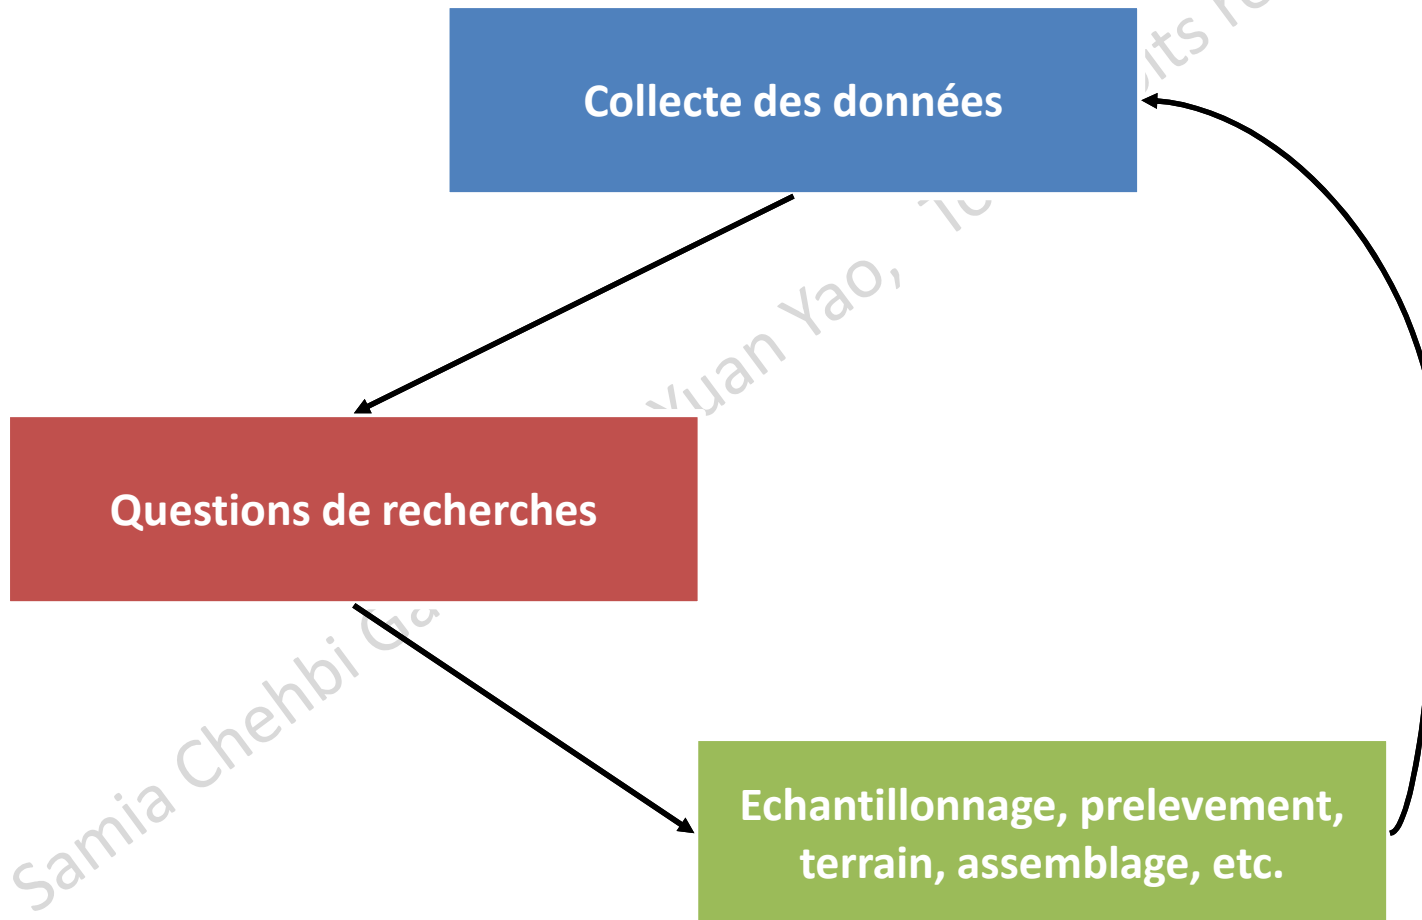 Collecte des données
Questions de recherches
Echantillonnage, prelevement,
terrain, assemblage, etc.
Samia Chehbi
Yuan Yao,